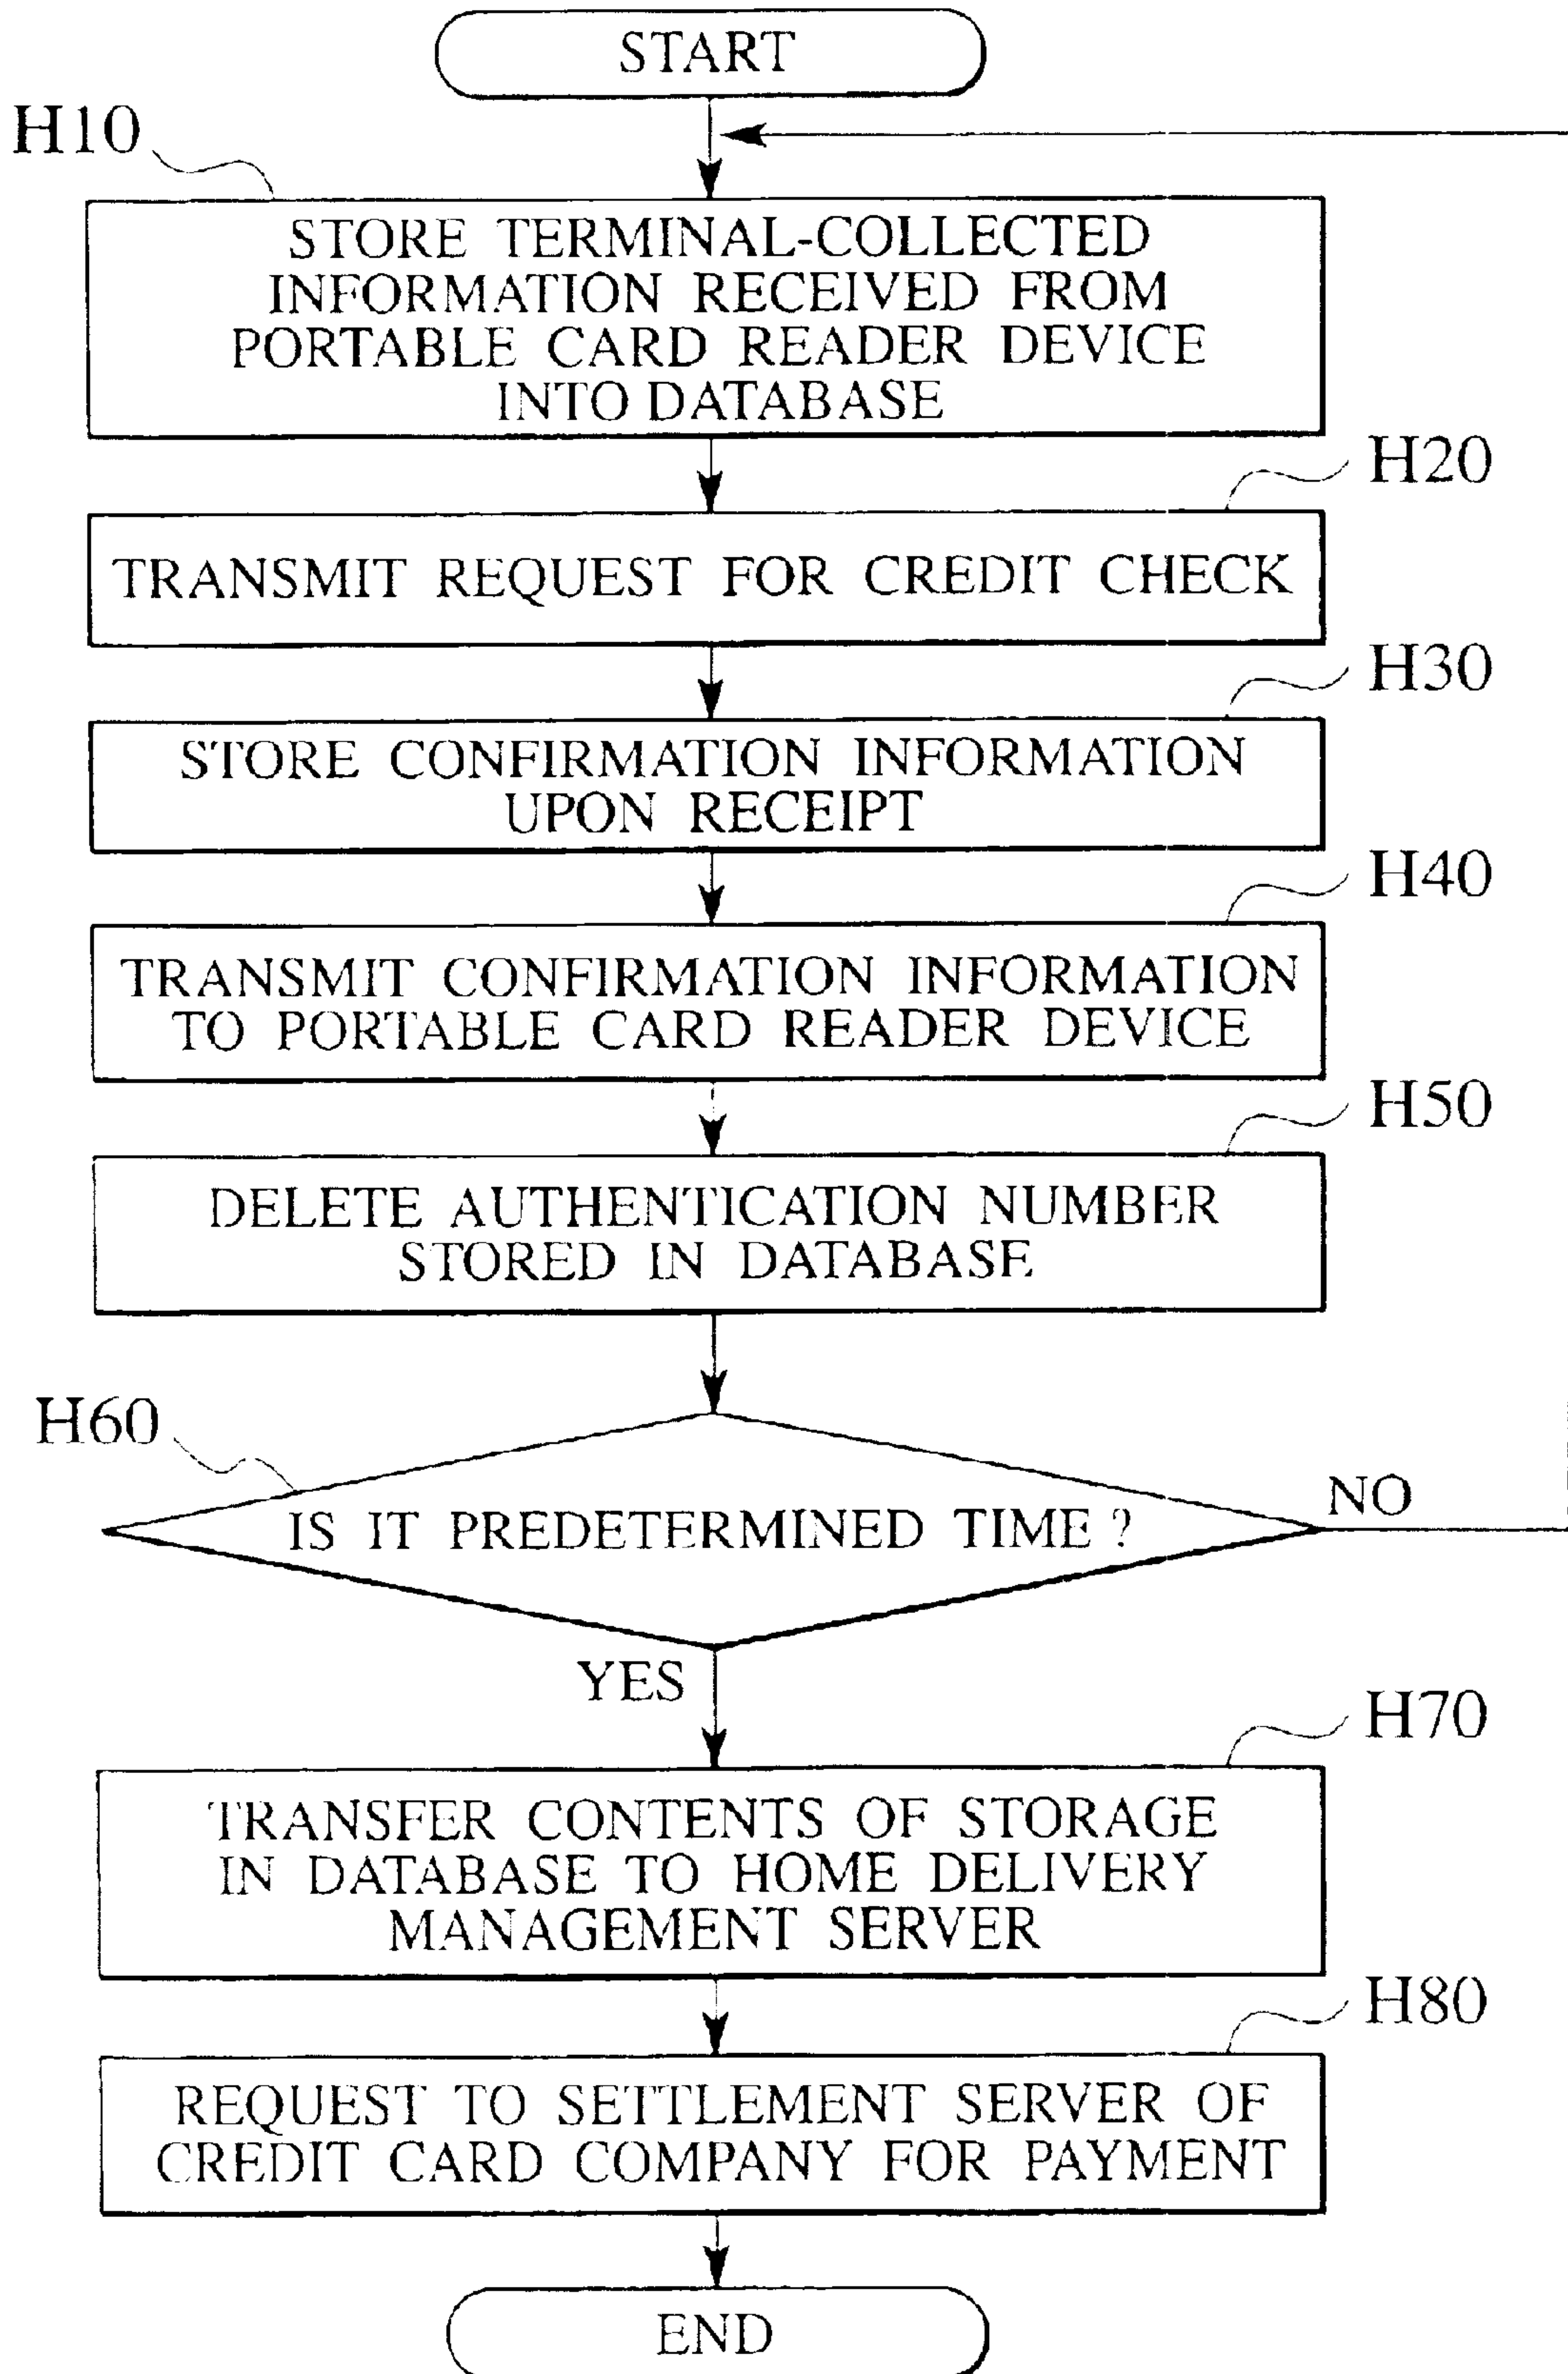 START
H10
STORE TERMINAL-COLLECTED
INFORMATION RECEIVED FROM
PORTABLE CARD READER DEVICE
INTO DATABASE
H20
TRANSMIT REQUEST FOR CREDIT CHECK
H30
STORE CONFIRMATION INFORMATION
UPON RECEIPT
H40
TRANSMIT CONFIRMATION INFORMATION
TO PORTABLE CARD READER DEVICE
H50
DELETE AUTHENTICATION NUMBER
STORED IN DATABASE
H60
IS IT PREDETERMINED TIME ?
NO
YES
H70
TRANSFER CONTENTS OF STORAGE
IN DATABASE TO HOME DELIVERY
MANAGEMENT SERVER
H80
REQUEST TO SETTLEMENT SERVER OF
CREDIT CARD COMPANY FOR PAYMENT
END